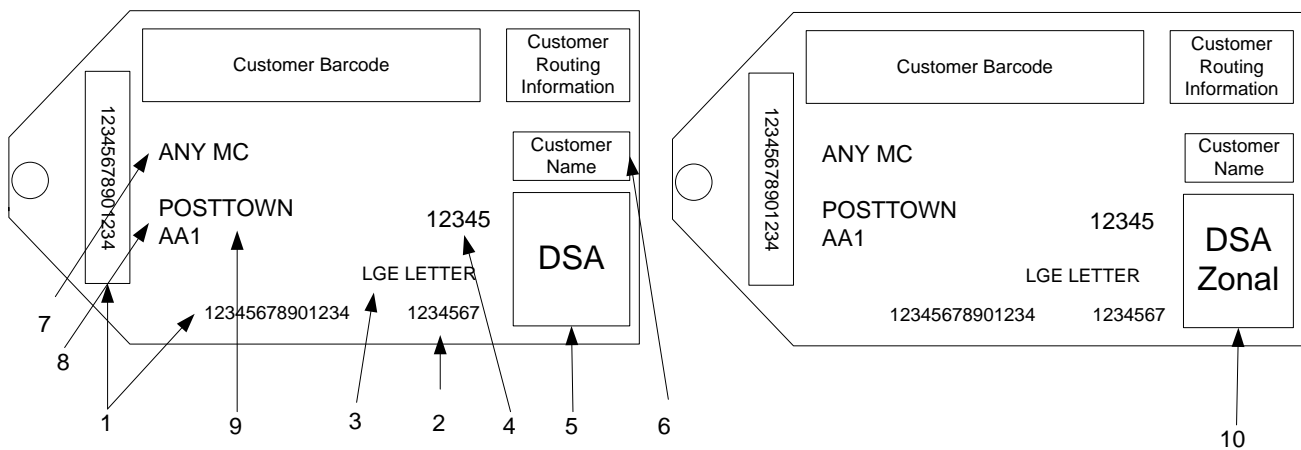 Customer Barcode
Customer
Routing
Information
12345678901234
ANY MC
Customer
Name
POSTTOWN
AA1
12345
DSA
LGE LETTER
12345678901234
1234567
7
8
1
9
3
2
4
5
6
Customer Barcode
Customer
Routing
Information
12345678901234
ANY MC
Customer
Name
POSTTOWN
AA1
12345
DSA
Zonal
LGE LETTER
12345678901234
1234567
10